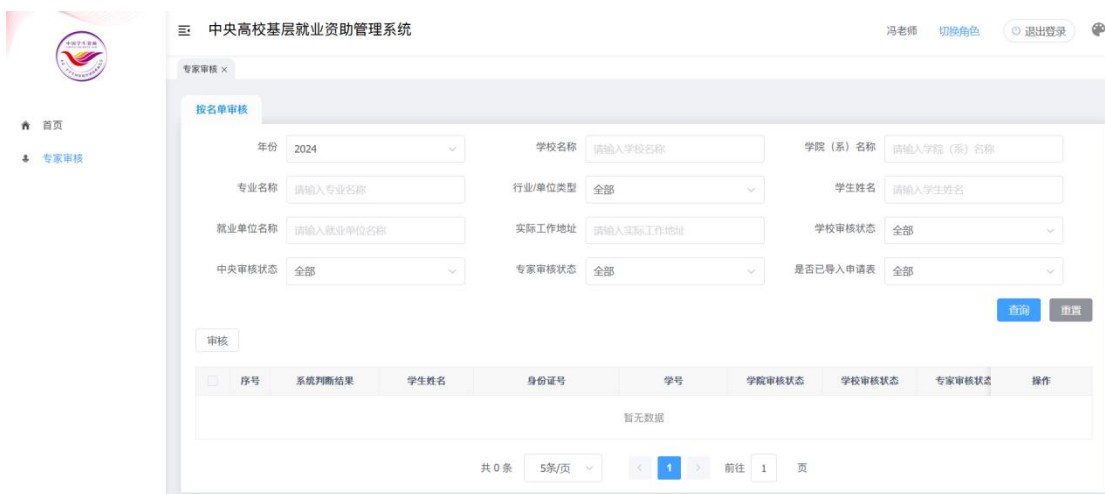 中央高校基层就业资助管理系统
冯老师 切换角色 退出登录
专家审核 ×
首页
专家审核
按名单审核
年份 2024 学校名称 请输入学校名称 学院（系）名称 请输入学院（系）名称
专业名称 请输入专业名称 行业/单位类型 全部 学生姓名 请输入学生姓名
就业单位名称 请输入就业单位名称 实际工作地址 请输入实际工作地址 学校审核状态 全部
中央审核状态 全部 专家审核状态 全部 是否已导入申请表 全部
查询 重置
审核
序号 系统判断结果 学生姓名 身份证号 学号 学院审核状态 学校审核状态 专家审核状态 操作
暂无数据
共 0 条 5条/页 < 1 > 前往 1 页